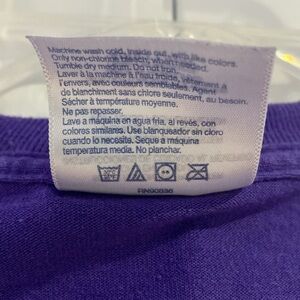 Machine wash cold, inside out, with like colors.
Only non-chlorine bleach, when needed.
Tumble dry medium. Do not iron.
Laver à la machine à l'eau froide, vêtement à
l'envers, avec couleurs semblables. Agent
de blanchiment sans chlore seulement, au besoin.
Sécher à température moyenne.
Ne pas repasser.
Lave a máquina en agua fria, al revés, con
colores similares. Use blanqueador sin cloro
cuando lo necesite. Seque a máquina
temperatura media. No planchar.